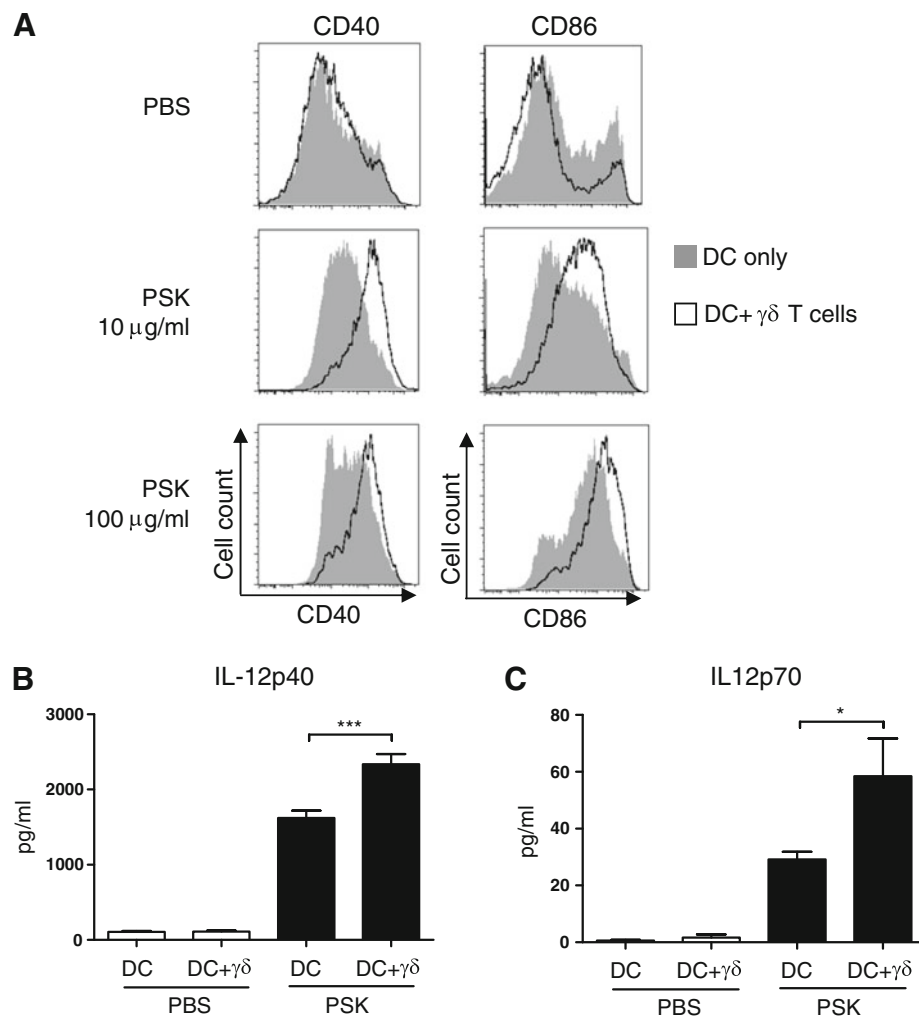 A
CD40
CD86
PBS
PSK
10 µg/ml
DC only
DC+ γδ T cells
PSK
100 µg/ml
Cell count
Cell count
CD40
CD86
B
IL-12p40
3000
2000
1000
0
pg/ml
***
DC
DC+γδ
DC
DC+γδ
PBS
PSK
C
IL12p70
80
60
40
20
0
pg/ml
*
DC
DC+γδ
DC
DC+γδ
PBS
PSK